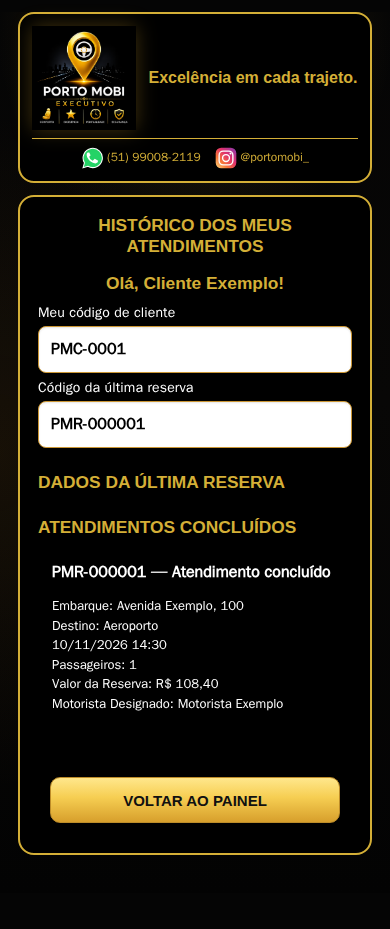 PORTO MOBI
EXECUTIVO
Excelência em cada trajeto.
(51) 99008-2119 @portomobi_
HISTÓRICO DOS MEUS
ATENDIMENTOS
Olá, Cliente Exemplo!
Meu código de cliente
PMC-0001
Código da última reserva
PMR-000001
DADOS DA ÚLTIMA RESERVA
ATENDIMENTOS CONCLUÍDOS
PMR-000001 — Atendimento concluído
Embarque: Avenida Exemplo, 100
Destino: Aeroporto
10/11/2026 14:30
Passageiros: 1
Valor da Reserva: R$ 108,40
Motorista Designado: Motorista Exemplo
VOLTAR AO PAINEL